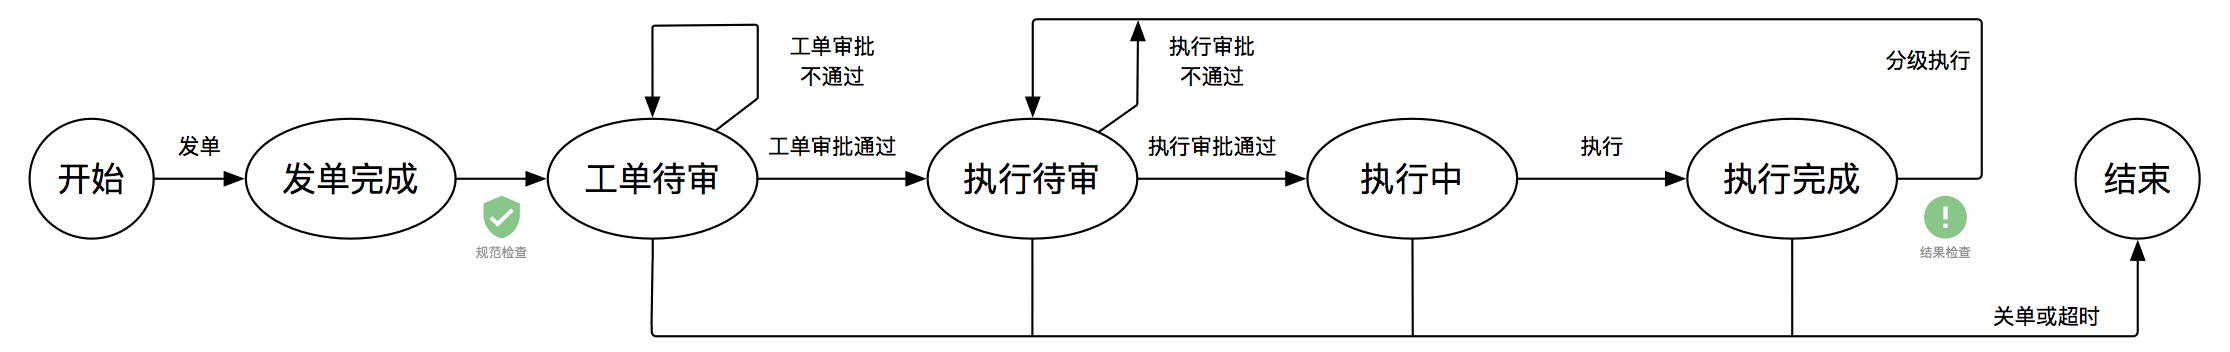 工单审批
不通过
执行审批
不通过
分级执行
发单
工单审批通过
执行审批通过
执行
开始
发单完成
工单待审
执行待审
执行中
执行完成
结束
规范检查
结果检查
关单或超时